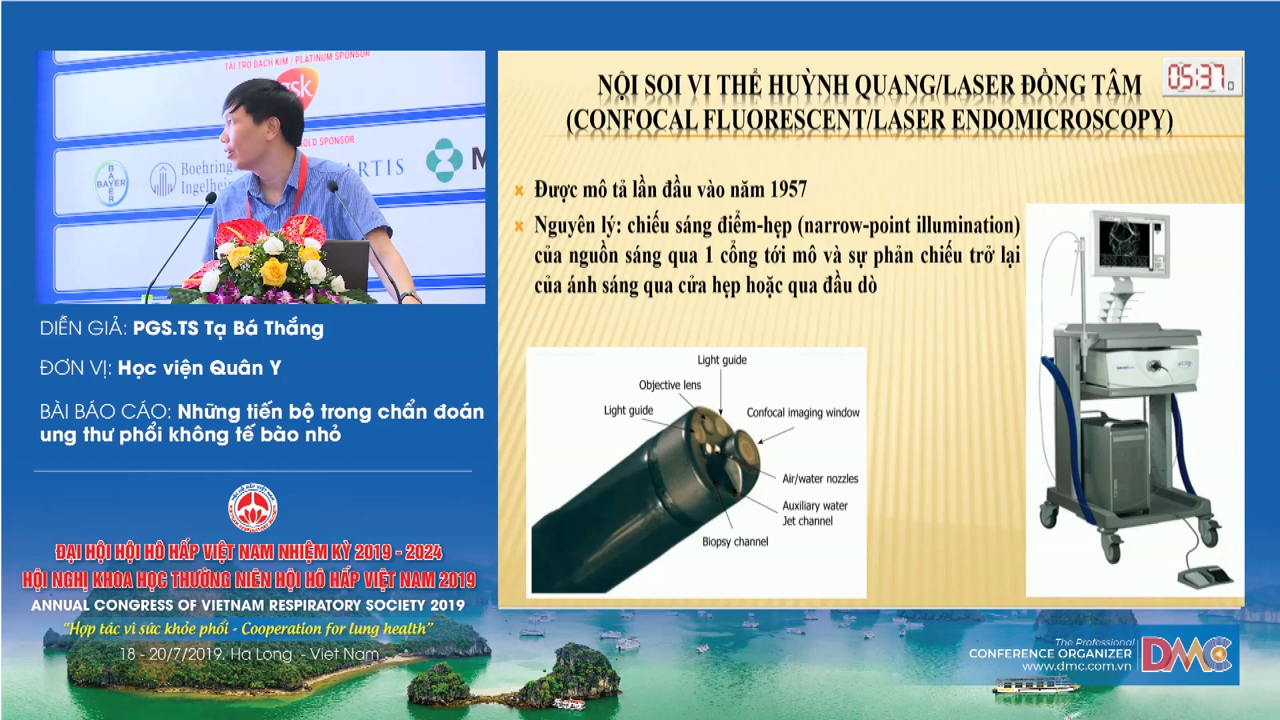 TÀI TRỢ BẠCH KIM / PLATINUM SPONSOR
gsk
OLD SPONSOR
BAYER
BAYER
Boehring
Ingelhei
ARTIS
M
DIỄN GIẢ: PGS.TS Tạ Bá Thắng
ĐƠN VỊ: Học viện Quân Y
BÀI BÁO CÁO: Những tiến bộ trong chẩn đoán
ung thư phổi không tế bào nhỏ
HỘI HÔ HẤP VIỆT NAM
ĐẠI HỘI HỘI HÔ HẤP VIỆT NAM NHIỆM KỲ 2019 - 2024
HỘI NGHỊ KHOA HỌC THƯỜNG NIÊN HỘI HÔ HẤP VIỆT NAM 2019
ANNUAL CONGRESS OF VIETNAM RESPIRATORY SOCIETY 2019
“Hợp tác vì sức khỏe phổi - Cooperation for lung health”
18 - 20/7/2019. Ha Long - Viet Nam
NỘI SOI VI THỂ HUỲNH QUANG/LASER ĐỒNG TÂM
(CONFOCAL FLUORESCENT/LASER ENDOMICROSCOPY)
05:37
Được mô tả lần đầu vào năm 1957
Nguyên lý: chiếu sáng điểm-hẹp (narrow-point illumination)
của nguồn sáng qua 1 cổng tới mô và sự phản chiếu trở lại
của ánh sáng qua cửa hẹp hoặc qua đầu dò
Light guide
Objective lens
Light guide
Confocal imaging window
Air/water nozzles
Auxiliary water
Jet channel
Biopsy channel
The Professional
CONFERENCE ORGANIZER
www.dmc.com.vn
DMC